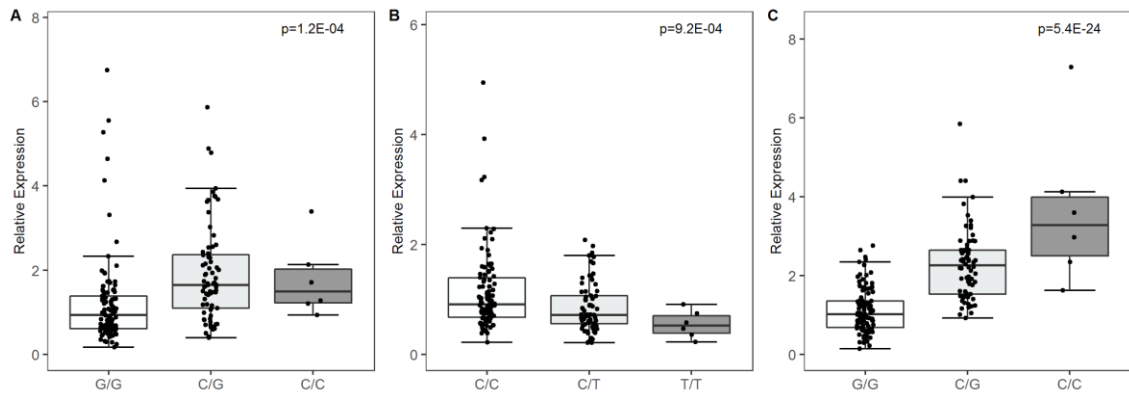 A
p=1.2E-04
Relative Expression
8
6
4
2
0
G/G C/G C/C
B
p=9.2E-04
Relative Expression
6
4
2
0
C/C C/T T/T
C
p=5.4E-24
Relative Expression
8
6
4
2
0
G/G C/G C/C